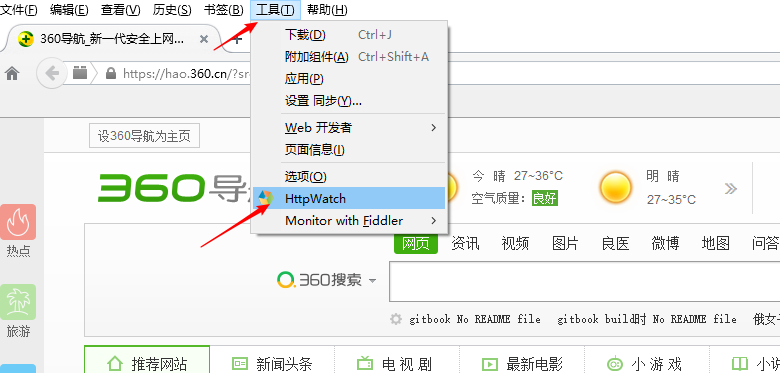 文件(F) 编辑(E) 查看(V) 历史(S) 书签(B) 工具(T) 帮助(H)
360导航_新一代安全上网...
下载(D) Ctrl+J
附加组件(A) Ctrl+Shift+A
应用(P)
设置 同步(Y)...
Web 开发者
页面信息(I)
选项(O)
HttpWatch
Monitor with Fiddler
https://hao.360.cn/?sr
设360导航为主页
360导航
今 晴 27~36°C
空气质量: 良好
明 晴
27~35°C
热点
旅游
网页 资讯 视频 图片 良医 微博 地图 问答
360搜索
gitbook No README file gitbook build时 No README file 俄女子
推荐网站 新闻头条 电视剧 最新电影 小游戏 小说